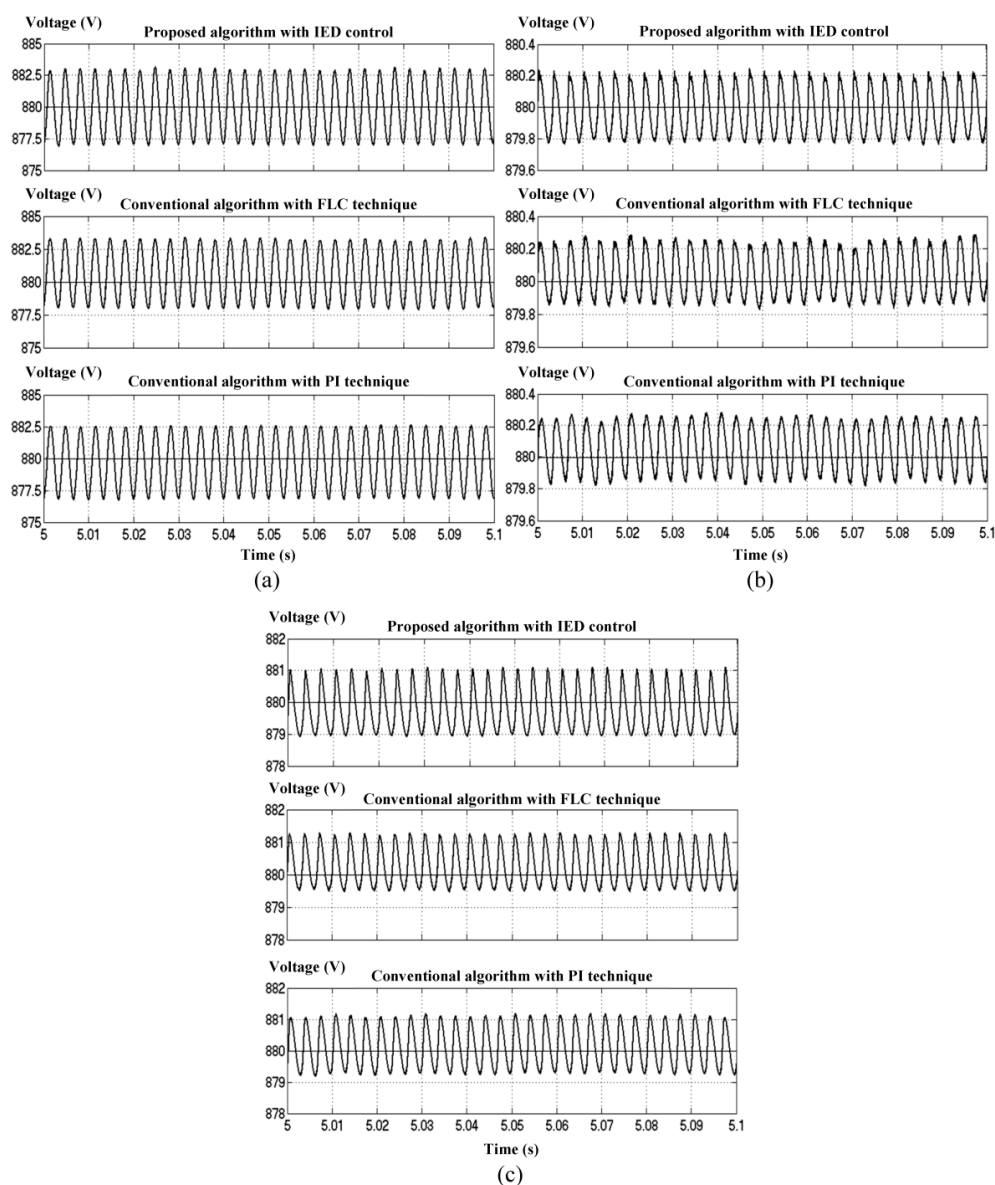 Voltage (V)
Proposed algorithm with IED control
885
882.5
880
877.5
875
Voltage (V)
Conventional algorithm with FLC technique
885
882.5
880
877.5
875
Voltage (V)
Conventional algorithm with PI technique
885
882.5
880
877.5
875
5 5.01 5.02 5.03 5.04 5.05 5.06 5.07 5.08 5.09 5.1
Time (s)
(a)
Voltage (V)
Proposed algorithm with IED control
880.4
880.2
880
879.8
879.6
Voltage (V)
Conventional algorithm with FLC technique
880.4
880.2
880
879.8
879.6
Voltage (V)
Conventional algorithm with PI technique
880.4
880.2
880
879.8
879.6
5 5.01 5.02 5.03 5.04 5.05 5.06 5.07 5.08 5.09 5.1
Time (s)
(b)
Voltage (V)
Proposed algorithm with IED control
882
881
880
879
878
Voltage (V)
Conventional algorithm with FLC technique
882
881
880
879
878
Voltage (V)
Conventional algorithm with PI technique
882
881
880
879
878
5 5.01 5.02 5.03 5.04 5.05 5.06 5.07 5.08 5.09 5.1
Time (s)
(c)